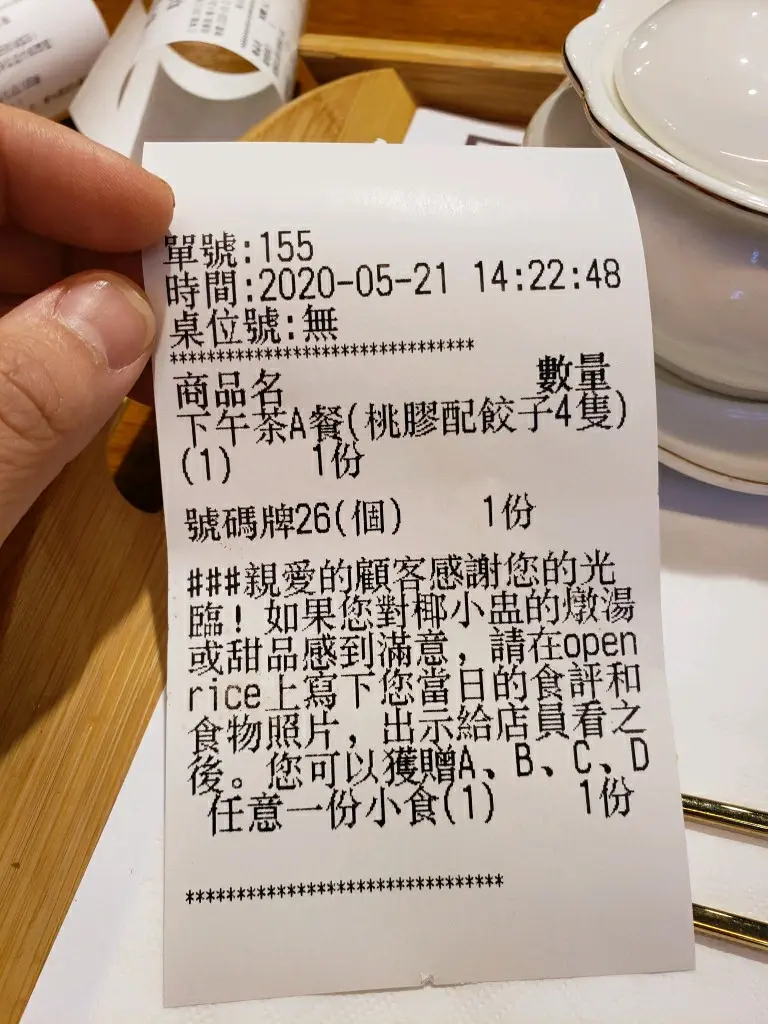 單號:155
時間:2020-05-21 14:22:48
桌位號:無
******************************
商品名 數量
下午茶A餐(桃膠配餃子4隻)
(1) 1份
號碼牌26(個) 1份
###親愛的顧客感謝您的光
臨! 如果您對椰小盅的燉湯
或甜品感到滿意, 請在open
rice上寫下您當日的食評和
食物照片, 出示給店員看之
後。您可以獲贈A、B、C、D
任意一份小食(1) 1份
******************************